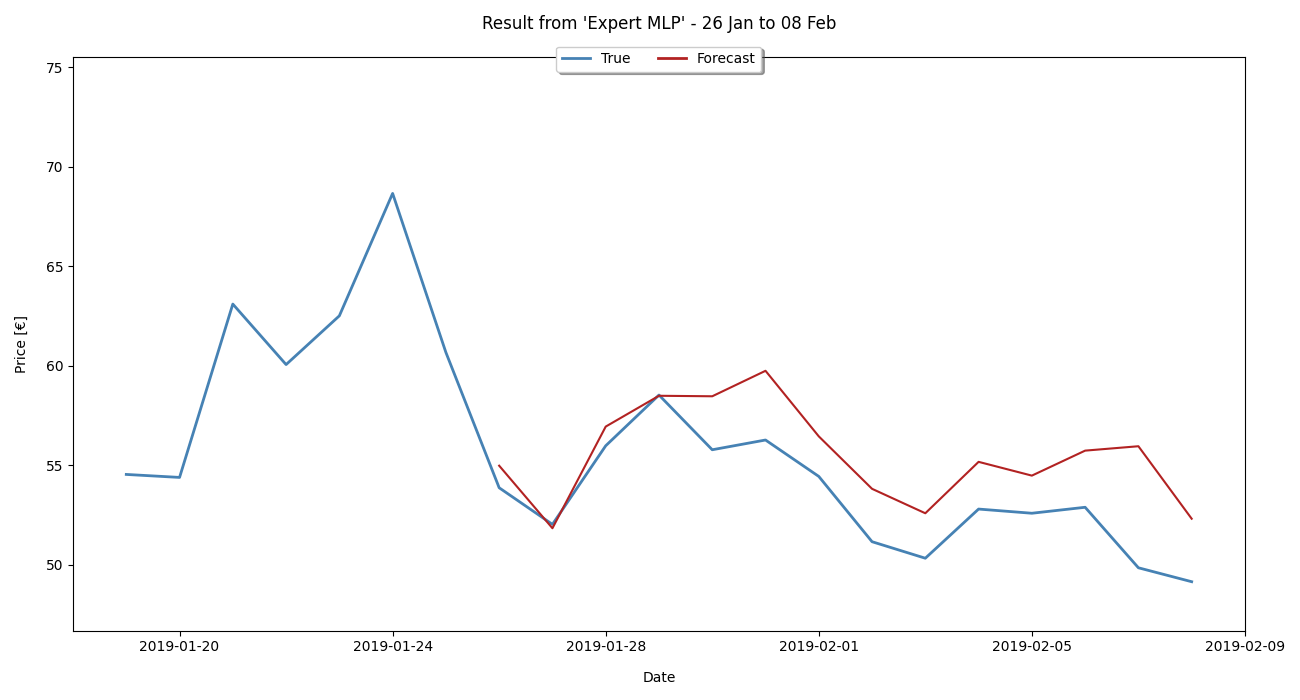 Result from 'Expert MLP' - 26 Jan to 08 Feb
True Forecast
75
70
65
60
55
50
Price [€]
2019-01-20 2019-01-24 2019-01-28 2019-02-01 2019-02-05 2019-02-09
Date